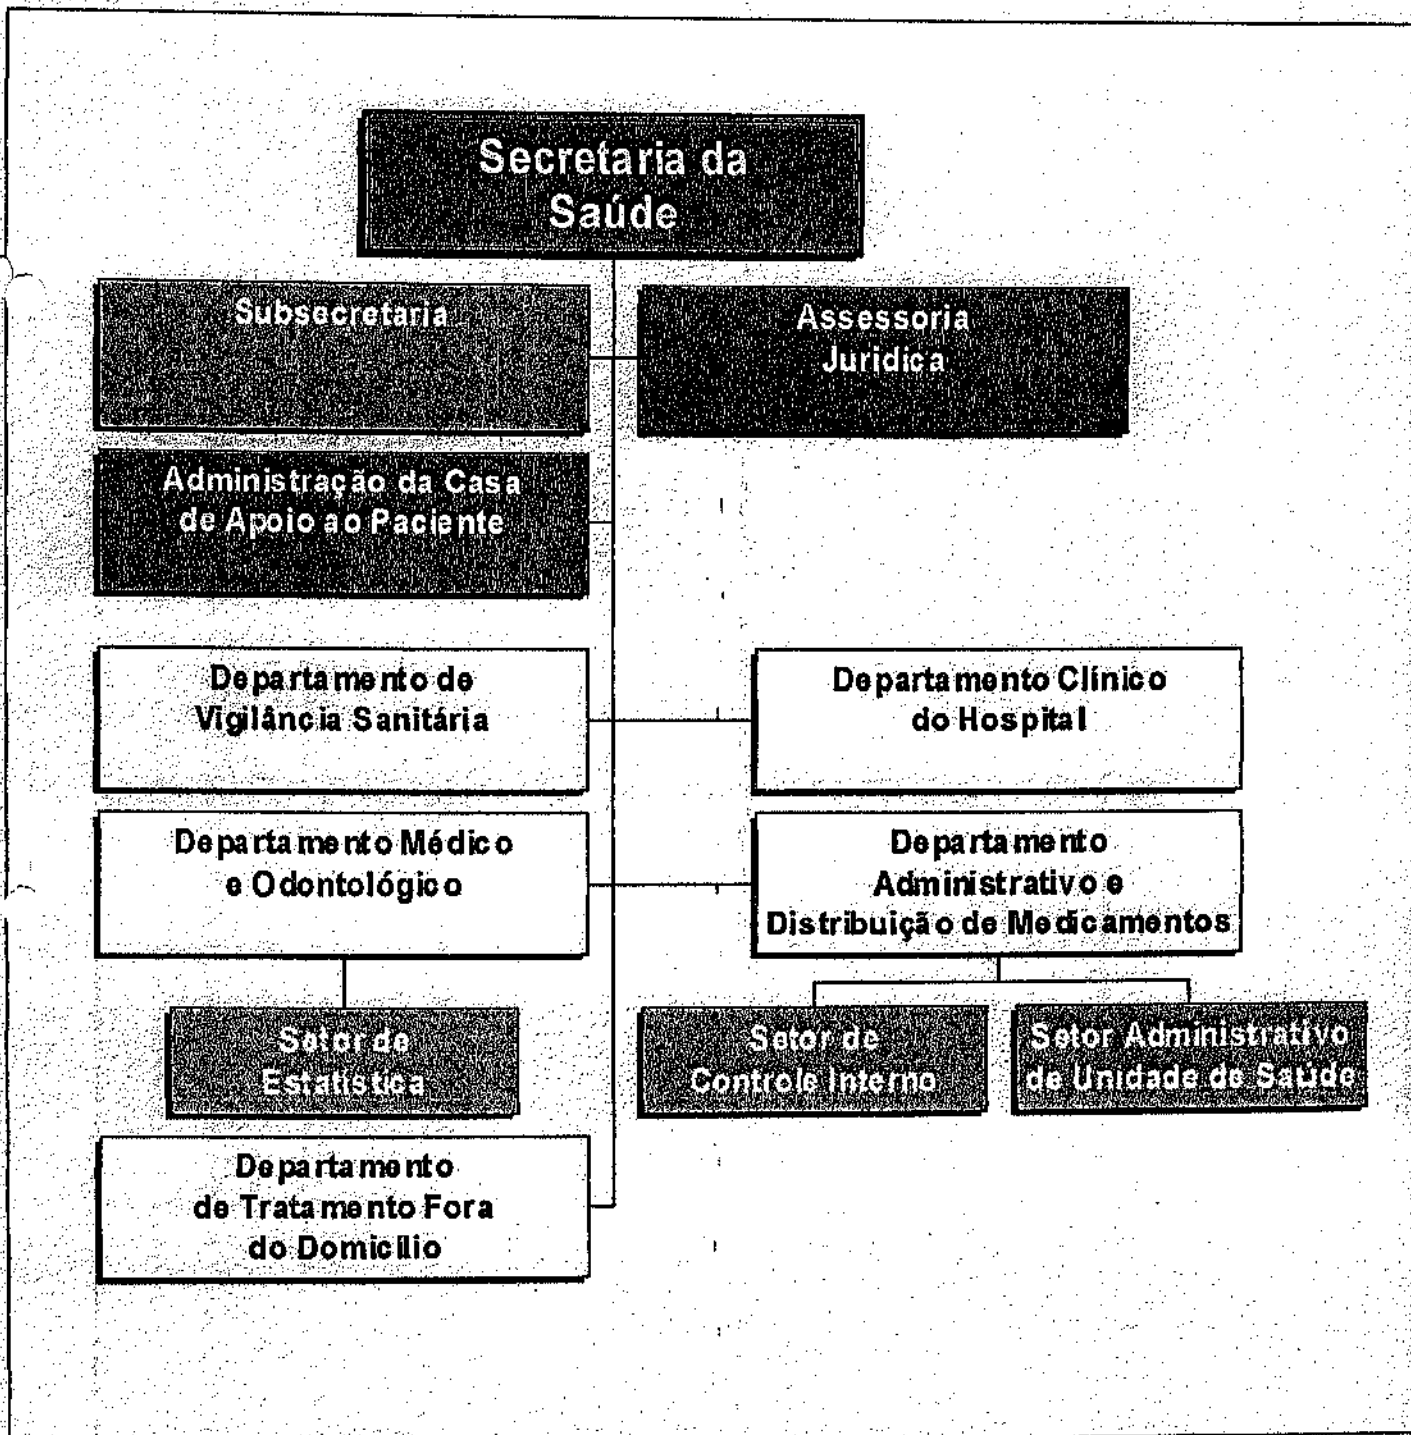 Secretaria da
Saúde
Subsecretaria
Assessoria
Juridica
Administração da Casa
de Apoio ao Paciente
Departamento de
Vigilância Sanitária
Departamento Clínico
do Hospital
Departamento Médico
e Odontológico
Departamento
Administrativo e
Distribuição de Medicamentos
Setor de
Estatistica
Setor de
Controle Interno
Setor Administrativo
de Unidade de Saúde
Departamento
de Tratamento Fora
do Domicílio